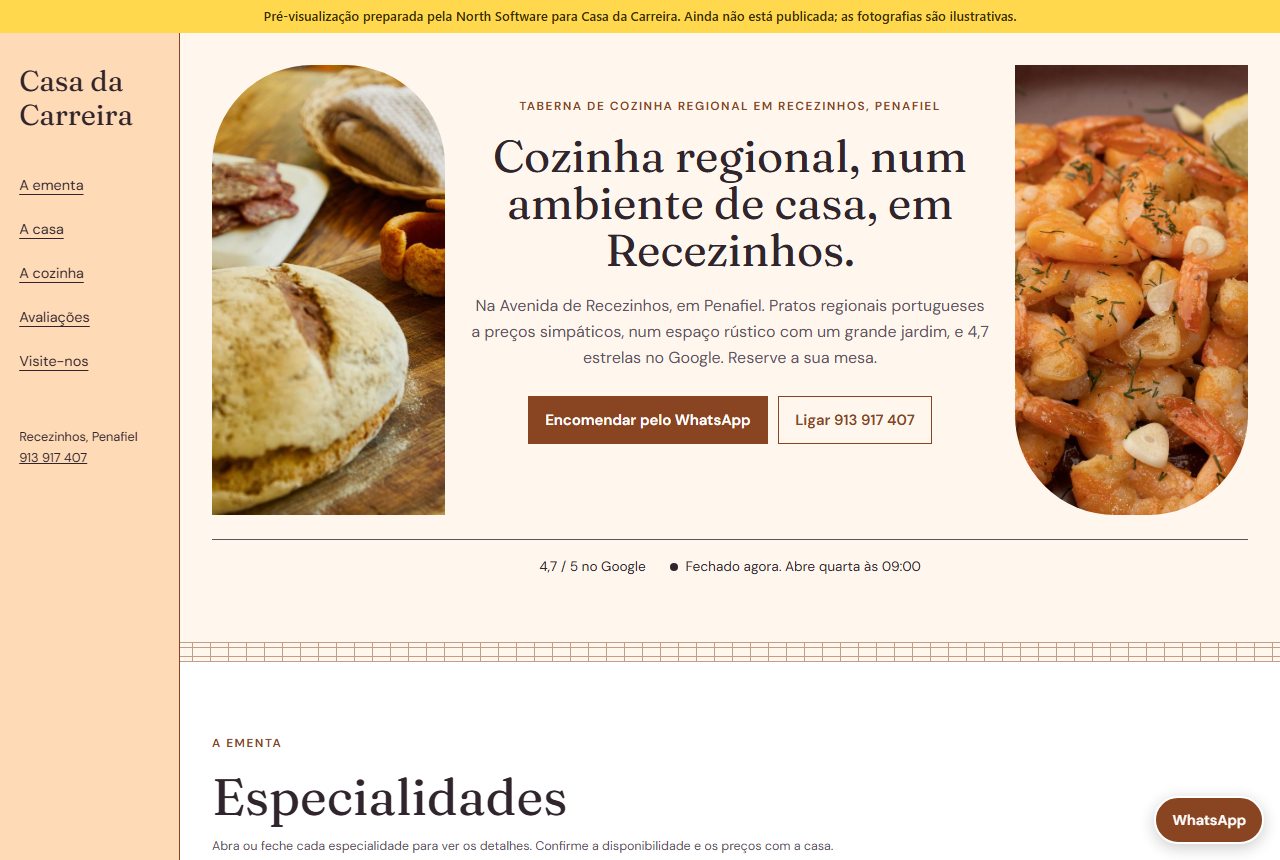 Pré-visualização preparada pela North Software para Casa da Carreira. Ainda não está publicada; as fotografias são ilustrativas.
Casa da
Carreira
A ementa
A casa
A cozinha
Avaliações
Visite-nos
Recezinhos, Penafiel
913 917 407
TABERNA DE COZINHA REGIONAL EM RECEZINHOS, PENAFIEL
Cozinha regional, num
ambiente de casa, em
Recezinhos.
Na Avenida de Recezinhos, em Penafiel. Pratos regionais portugueses
a preços simpáticos, num espaço rústico com um grande jardim, e 4,7
estrelas no Google. Reserve a sua mesa.
Encomendar pelo WhatsApp
Ligar 913 917 407
4,7 / 5 no Google
Fechado agora. Abre quarta às 09:00
A EMENTA
Especialidades
Abra ou feche cada especialidade para ver os detalhes. Confirme a disponibilidade e os preços com a casa.
WhatsApp